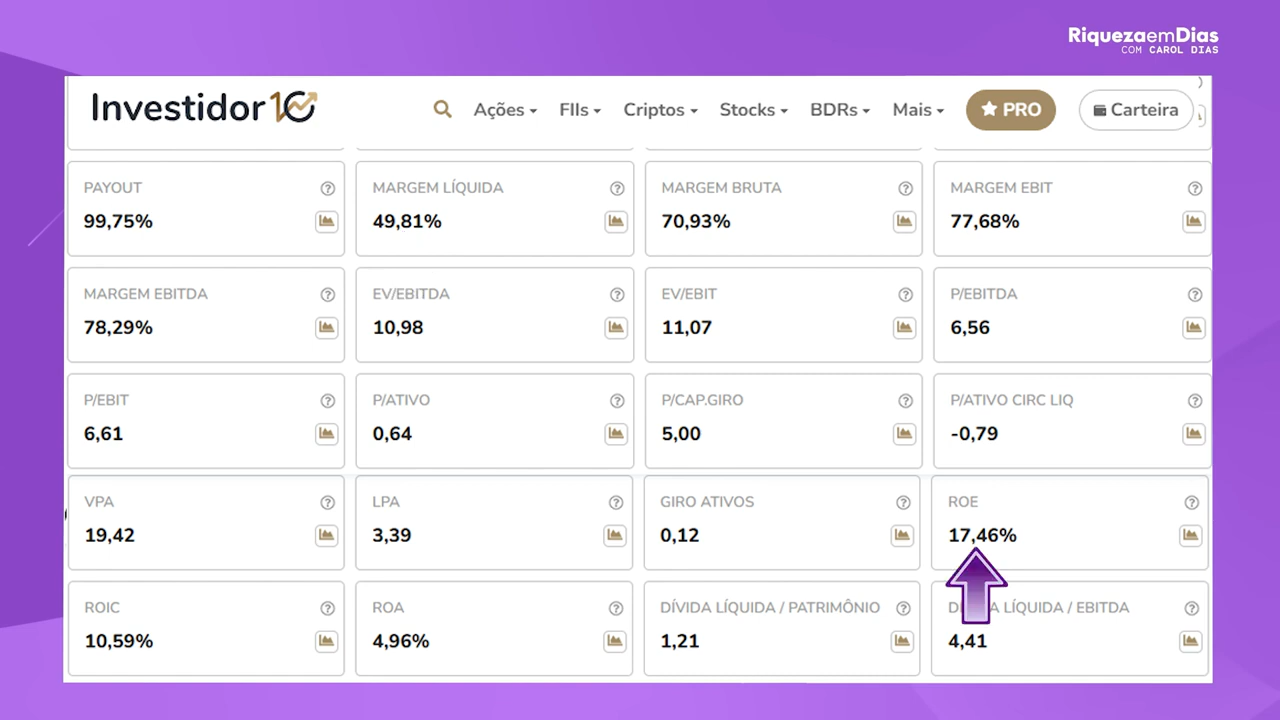 RiquezaemDias
COM CAROL DIAS
Investidor10
Ações
FIIs
Criptos
Stocks
BDRs
Mais
PRO
Carteira
PAYOUT
99,75%
MARGEM LÍQUIDA
49,81%
MARGEM BRUTA
70,93%
MARGEM EBIT
77,68%
MARGEM EBITDA
78,29%
EV/EBITDA
10,98
EV/EBIT
11,07
P/EBITDA
6,56
P/EBIT
6,61
P/ATIVO
0,64
P/CAP.GIRO
5,00
P/ATIVO CIRC LIQ
-0,79
VPA
19,42
LPA
3,39
GIRO ATIVOS
0,12
ROE
17,46%
ROIC
10,59%
ROA
4,96%
DÍVIDA LÍQUIDA / PATRIMÔNIO
1,21
LÍQUIDA / EBITDA
4,41